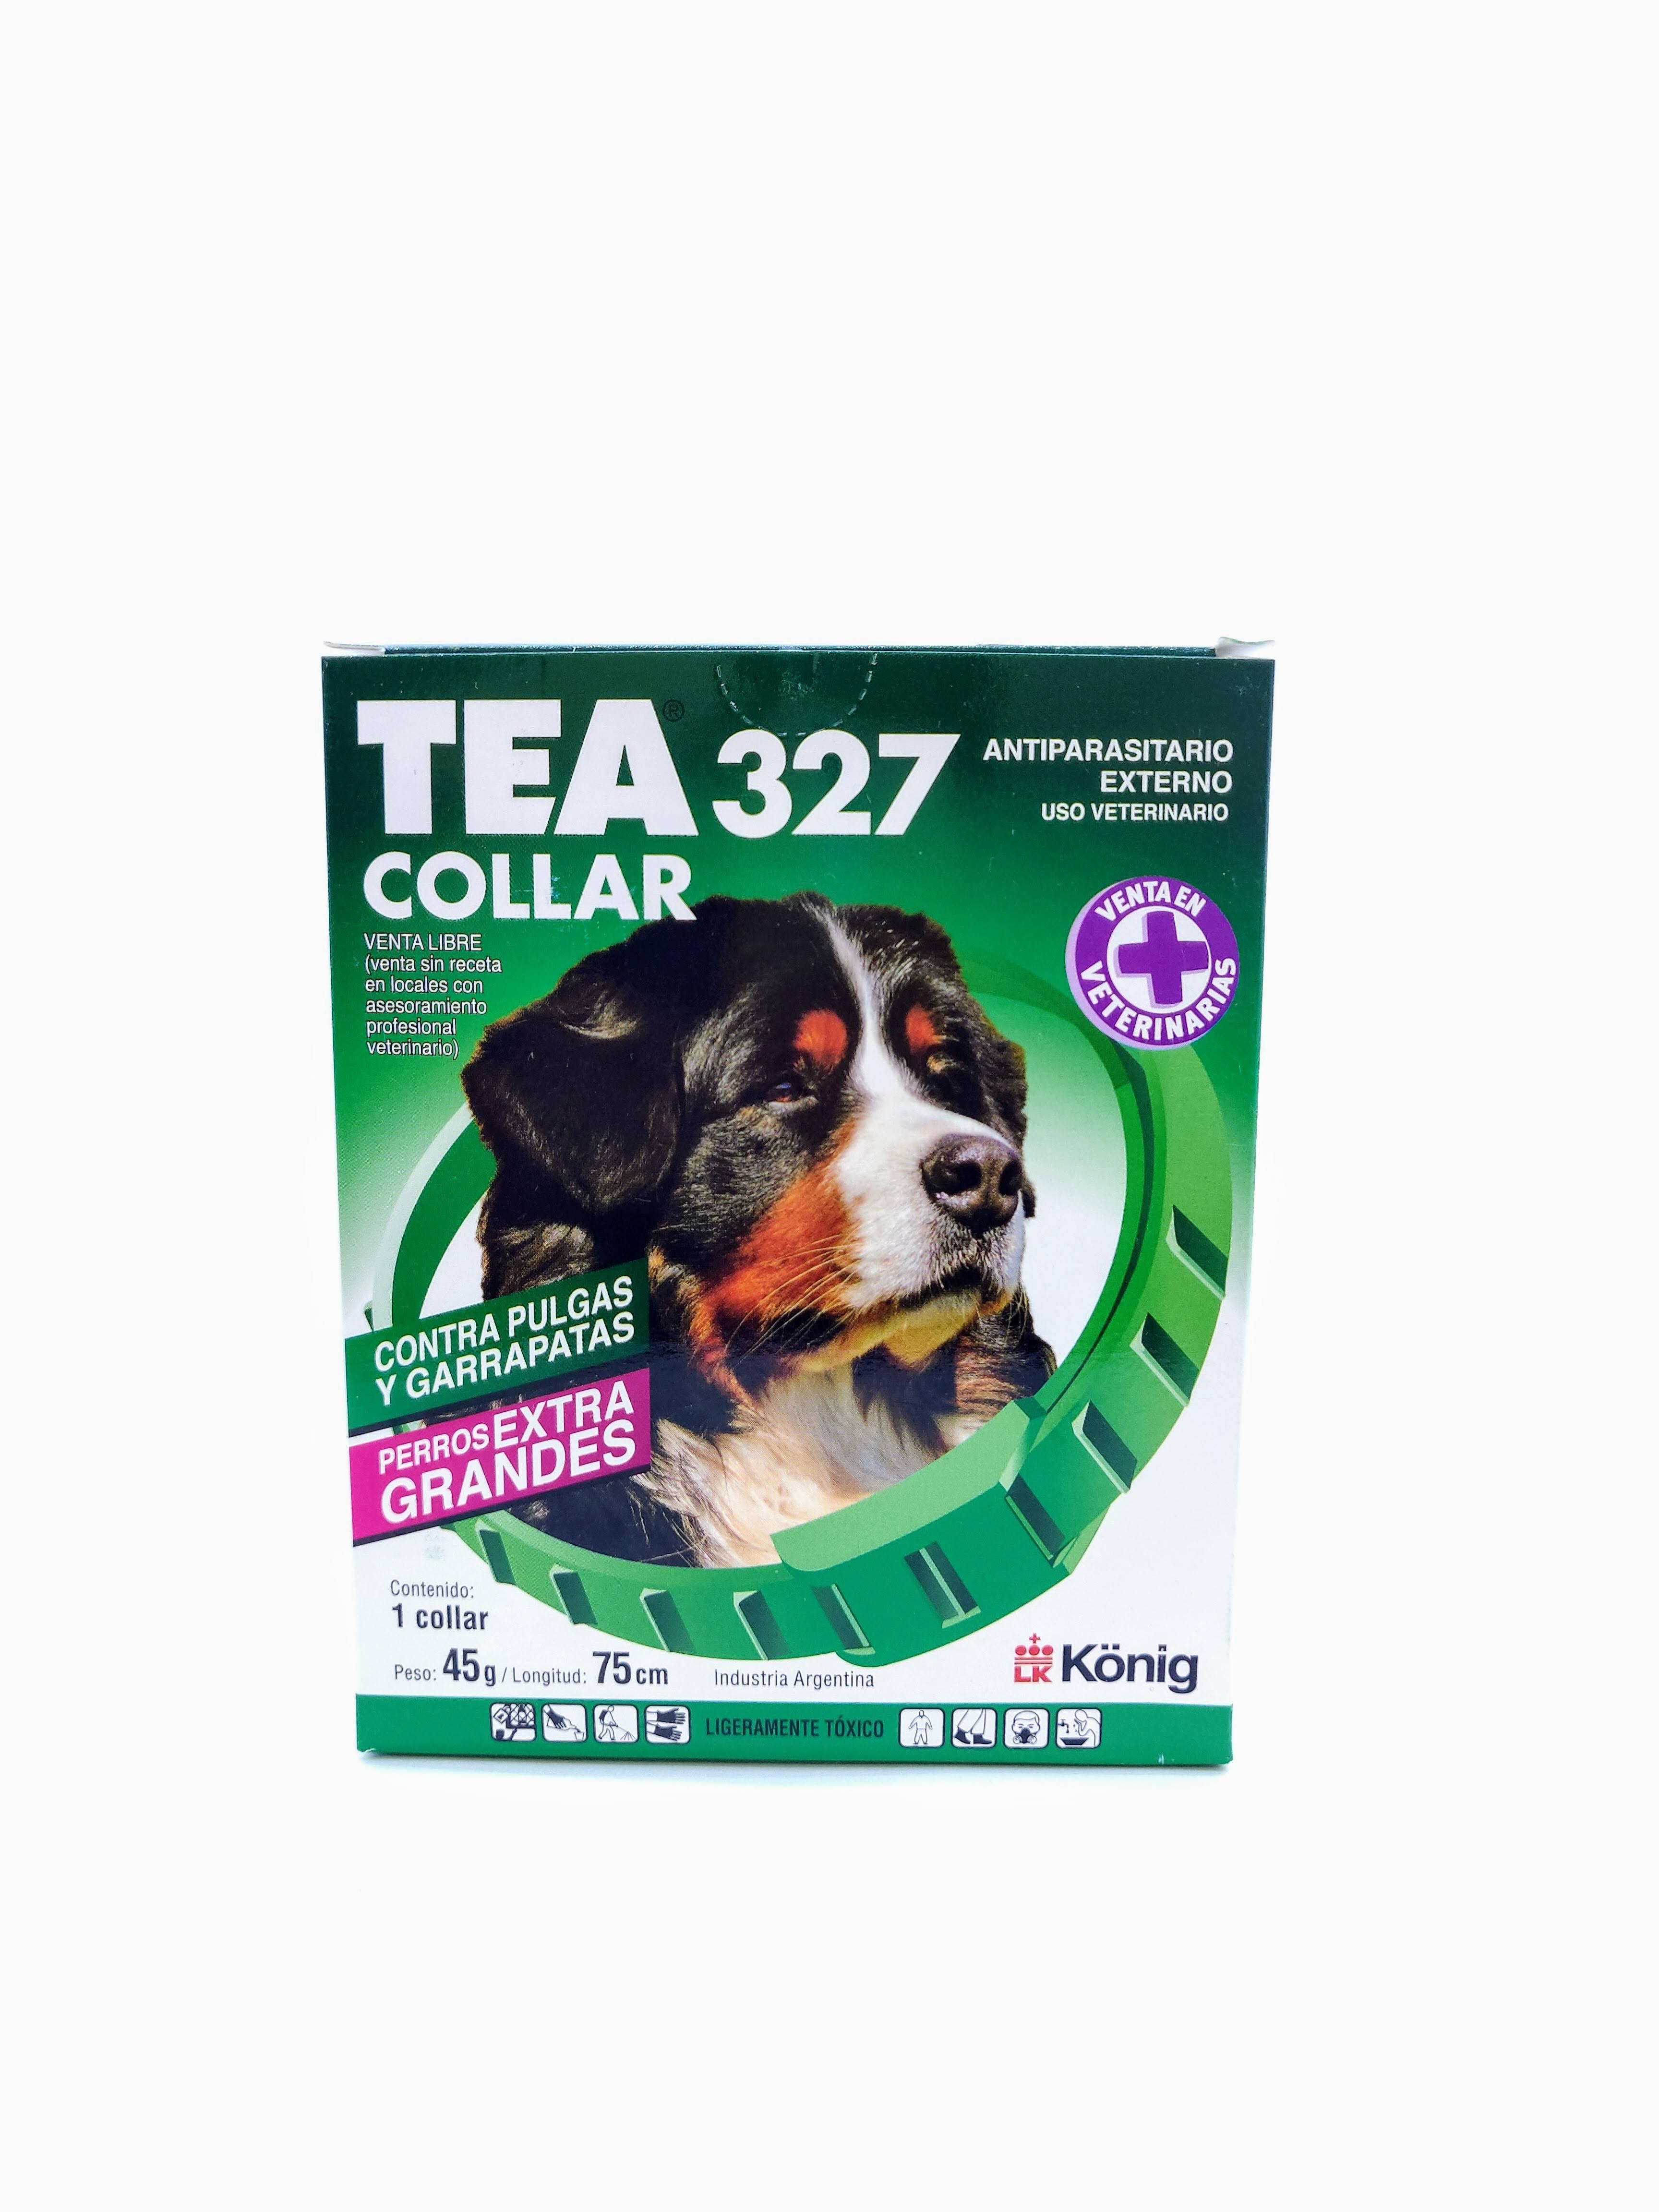 TEA® 327
COLLAR
ANTIPARASITARIO
EXTERNO
USO VETERINARIO
VENTA LIBRE
(venta sin receta
en locales con
asesoramiento
profesional
veterinario)
VENTA EN
VETERINARIAS
CONTRA PULGAS
Y GARRAPATAS
PERROS EXTRA
GRANDES
Contenido:
1 collar
Peso: 45g / Longitud: 75cm
Industria Argentina
LK König
LIGERAMENTE TÓXICO